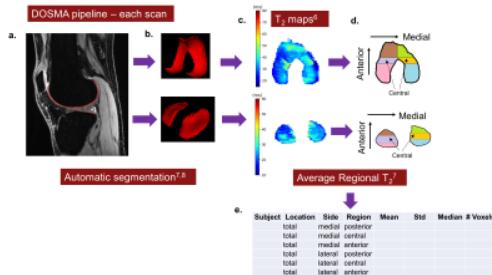 DOSMA pipeline – each scan
a.
b.
c.
T₂ maps⁶
d.
Medial
Anterior
Central
Medial
Anterior
Central
Automatic segmentation⁷,⁸
Average Regional T₂⁷
e.
Subject Location Side Region Mean Std Median # Voxels
total medial posterior
total medial central
total medial anterior
total lateral posterior
total lateral central
total lateral anterior